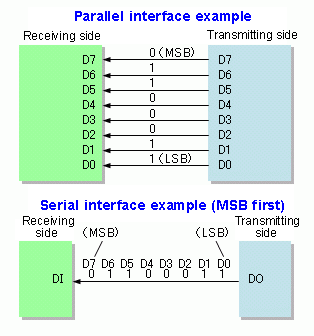 Parallel interface example
Receiving side Transmitting side
D7 0(MSB) D7
D6 1 D6
D5 1 D5
D4 0 D4
D3 0 D3
D2 0 D2
D1 1 D1
D0 1(LSB) D0
Serial interface example (MSB first)
Receiving side Transmitting side
(MSB) (LSB)
D7 D6 D5 D4 D3 D2 D1 D0
DI 0 1 1 0 0 0 1 1 DO